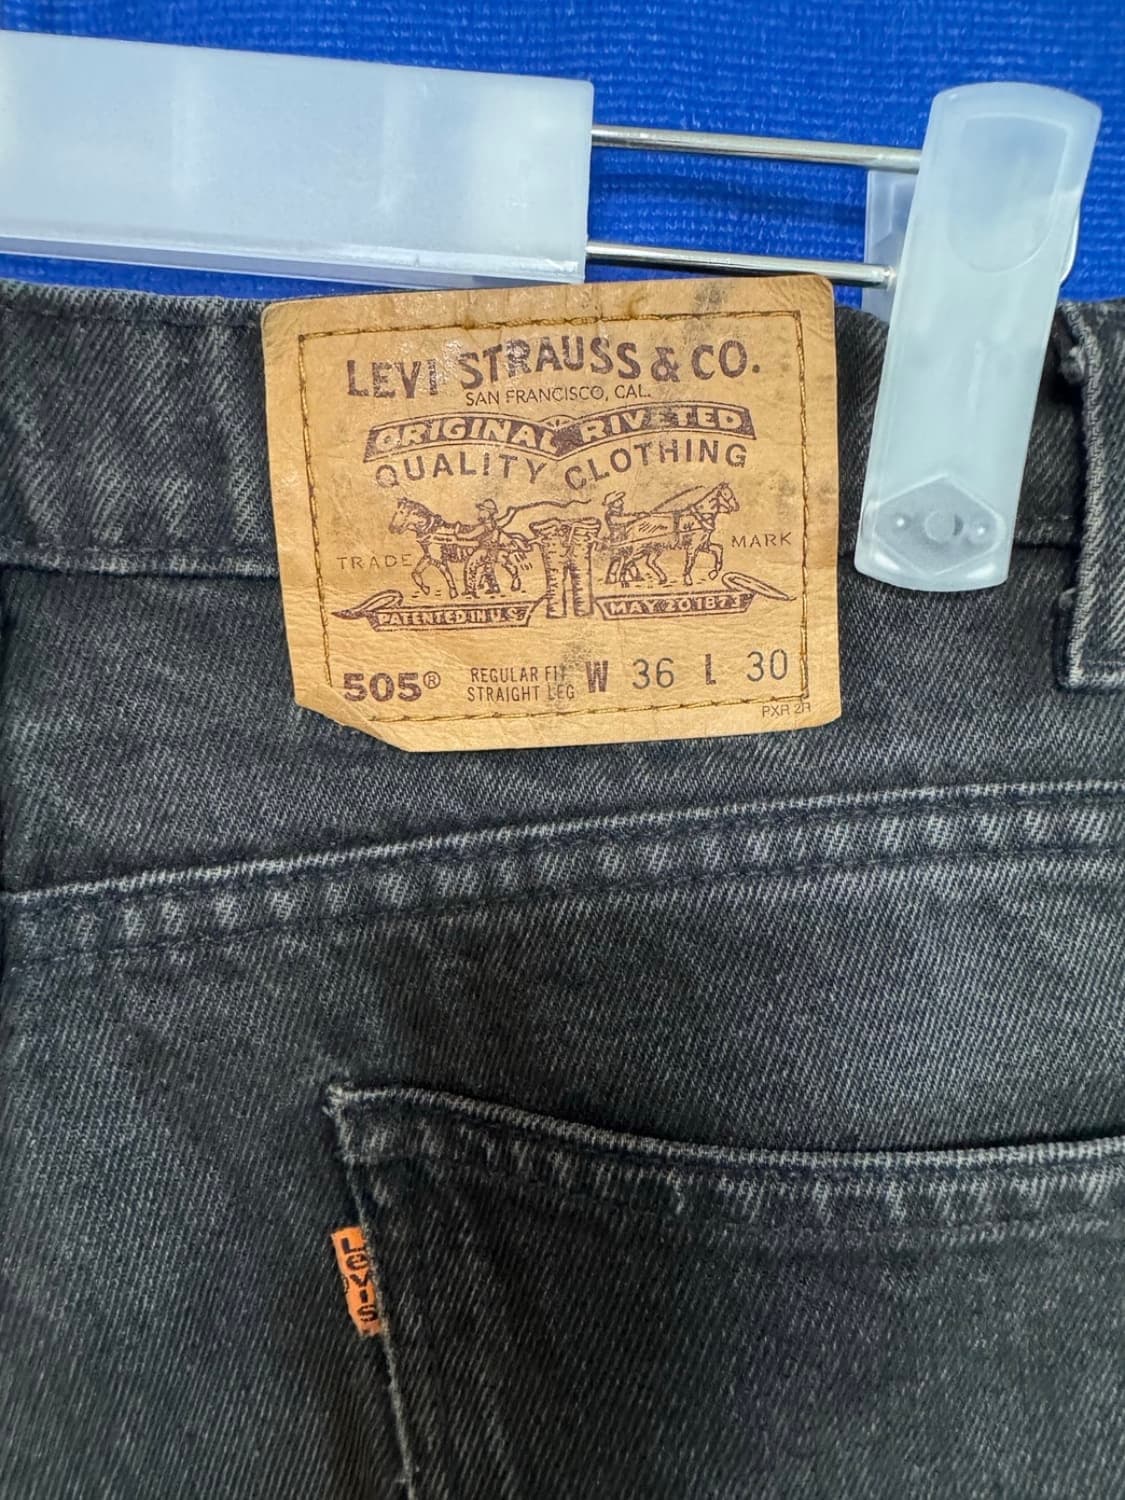 LEVI STRAUSS & CO.
SAN FRANCISCO, CAL.
ORIGINAL RIVETED
QUALITY CLOTHING
TRADE MARK
PATENTED IN U.S. MAY 20 1873
505® REGULAR FIT W 36 L 30
STRAIGHT LEG
PXR 2R
Levi's